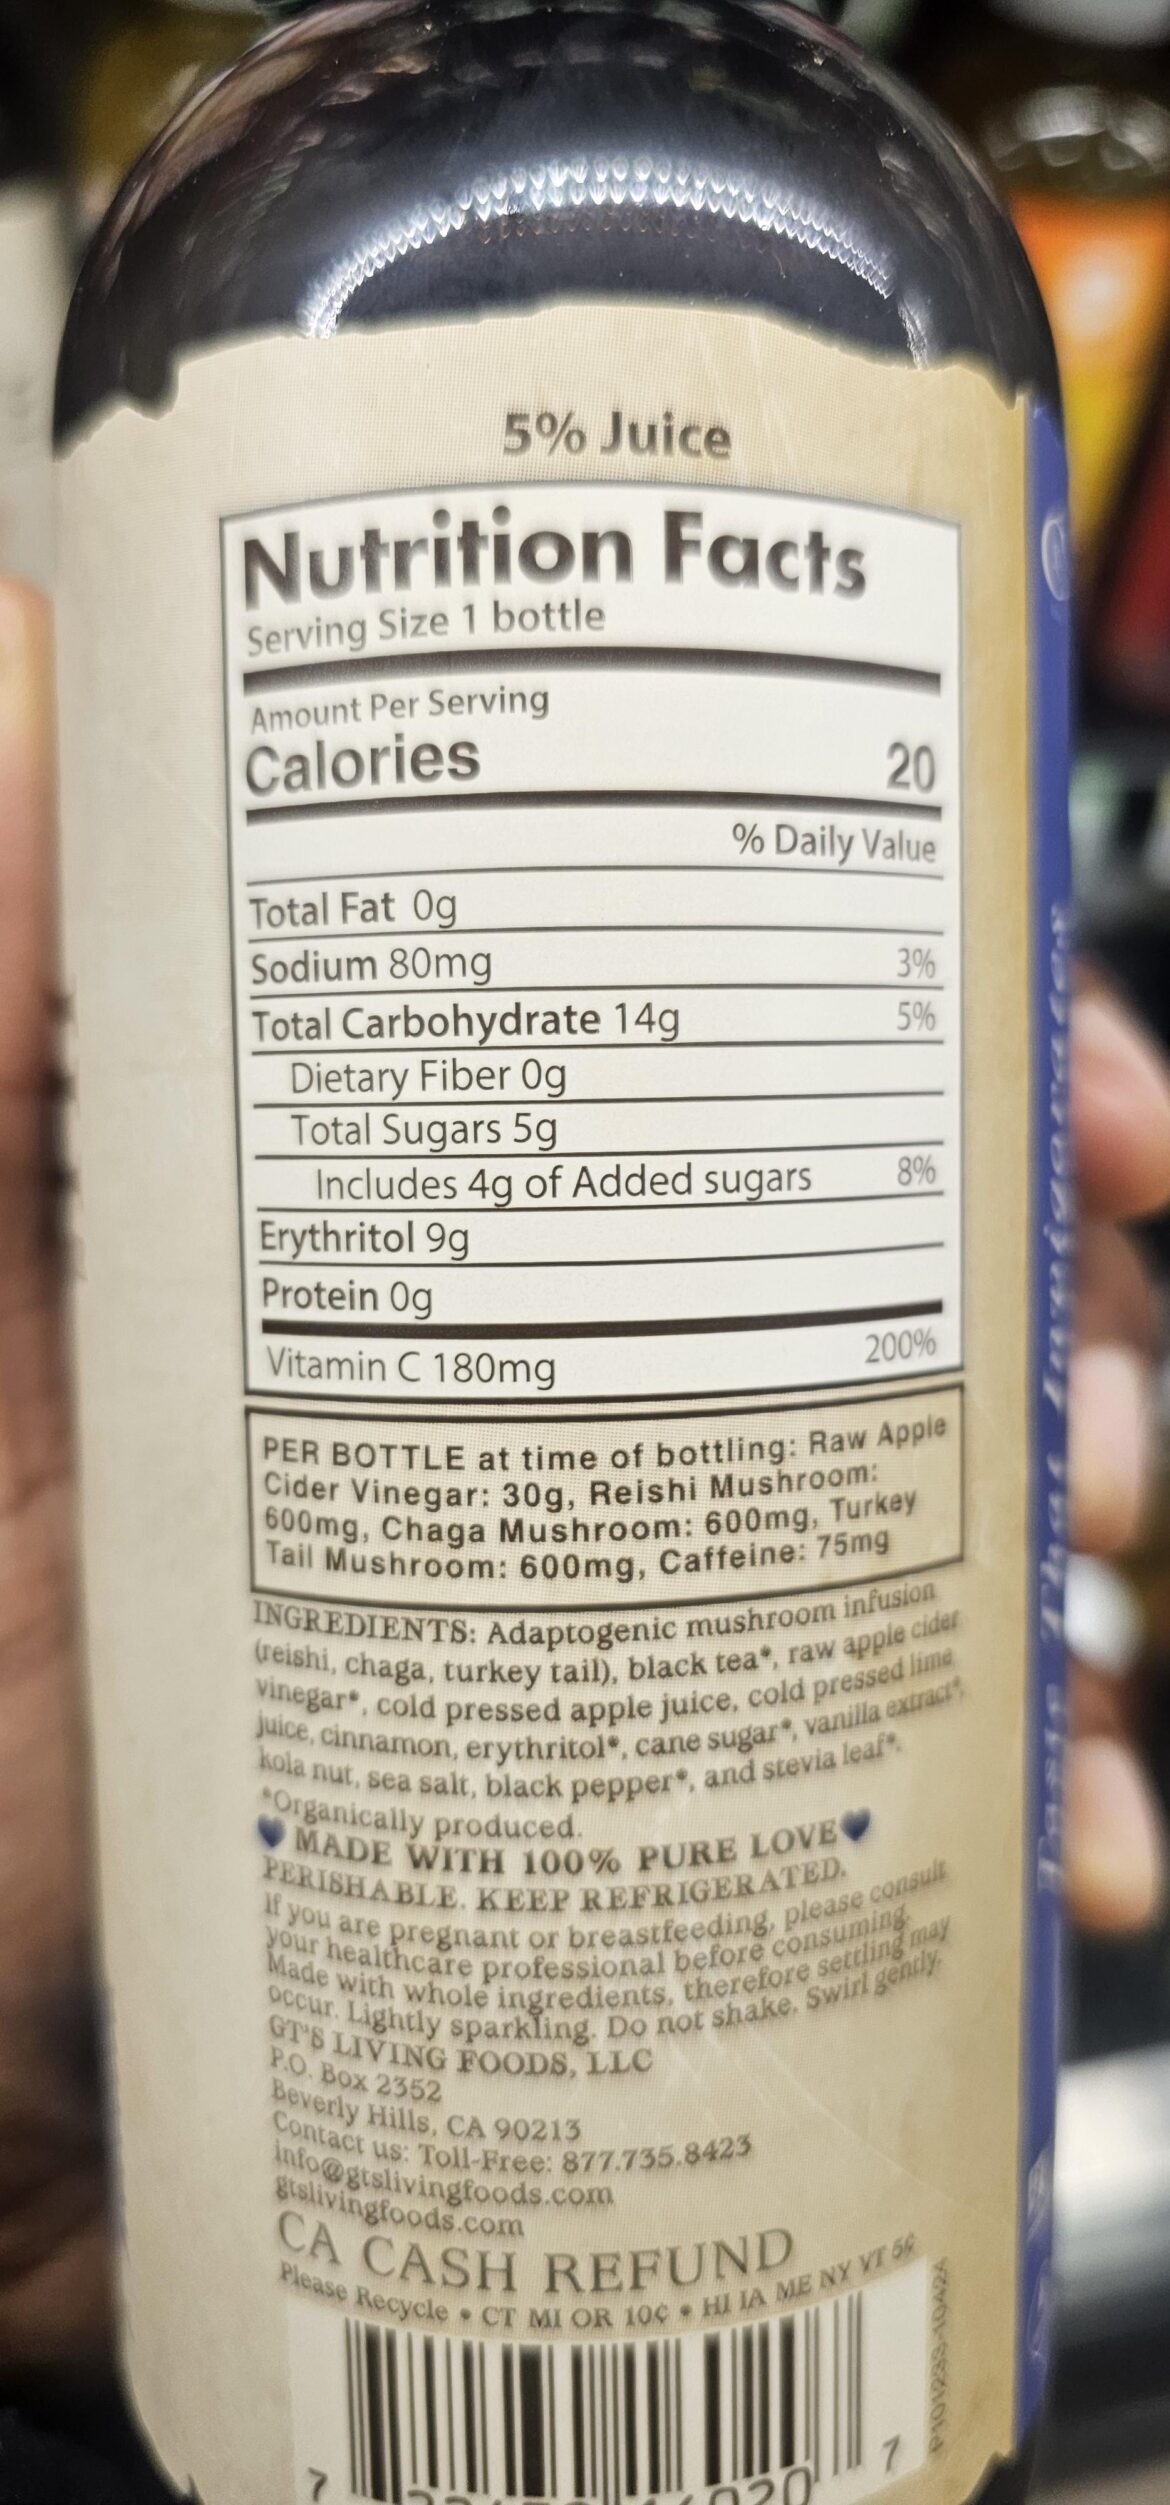 5% Juice
Nutrition Facts
Serving Size 1 bottle
Amount Per Serving
Calories 20
% Daily Value
Total Fat 0g
Sodium 80mg 3%
Total Carbohydrate 14g 5%
Dietary Fiber 0g
Total Sugars 5g
Includes 4g of Added sugars 8%
Erythritol 9g
Protein 0g
Vitamin C 180mg 200%
PER BOTTLE at time of bottling: Raw Apple
Cider Vinegar: 30g, Reishi Mushroom:
600mg, Chaga Mushroom: 600mg, Turkey
Tail Mushroom: 600mg, Caffeine: 75mg
INGREDIENTS: Adaptogenic mushroom infusion
(reishi, chaga, turkey tail), black tea*, raw apple cider
vinegar*, cold pressed apple juice, cold pressed lime
juice, cinnamon, erythritol*, cane sugar*, vanilla extract*,
kola nut, sea salt, black pepper*, and stevia leaf*.
*Organically produced.
MADE WITH 100% PURE LOVE
PERISHABLE. KEEP REFRIGERATED.
If you are pregnant or breastfeeding, please consult
your healthcare professional before consuming.
Made with whole ingredients, therefore settling may
occur. Lightly sparkling. Do not shake. Swirl gently.
GT'S LIVING FOODS, LLC
P.O. Box 2352
Beverly Hills, CA 90213
Contact us: Toll-Free: 877.735.8423
info@gtslivingfoods.com
gtslivingfoods.com
CA CASH REFUND
Please Recycle • CT MI OR 10¢ • HI IA ME NY VT 5¢
7 7
Taste That Invigorates